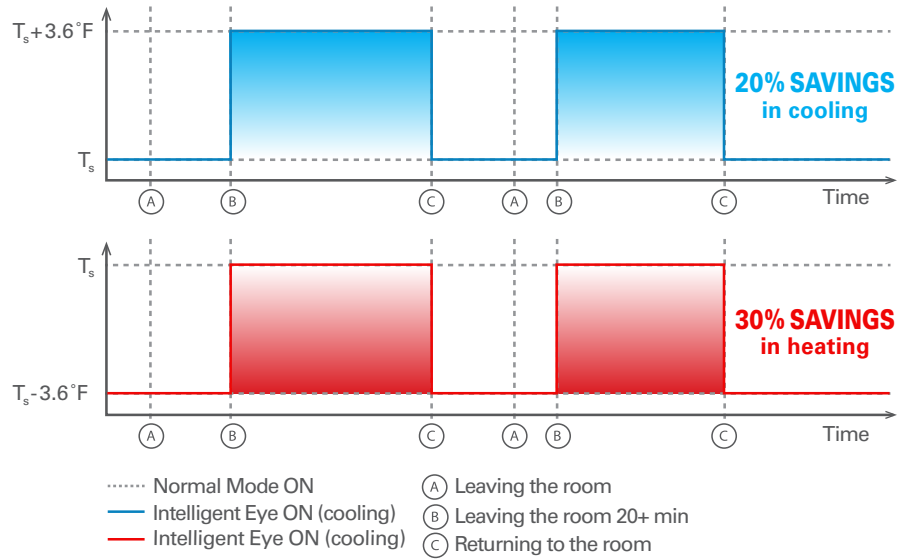 Tₛ+3.6°F
20% SAVINGS
in cooling
Tₛ
A B C A B C Time
Tₛ
30% SAVINGS
in heating
Tₛ-3.6°F
A B C A B C Time
Normal Mode ON
Intelligent Eye ON (cooling)
Intelligent Eye ON (cooling)
A Leaving the room
B Leaving the room 20+ min
C Returning to the room